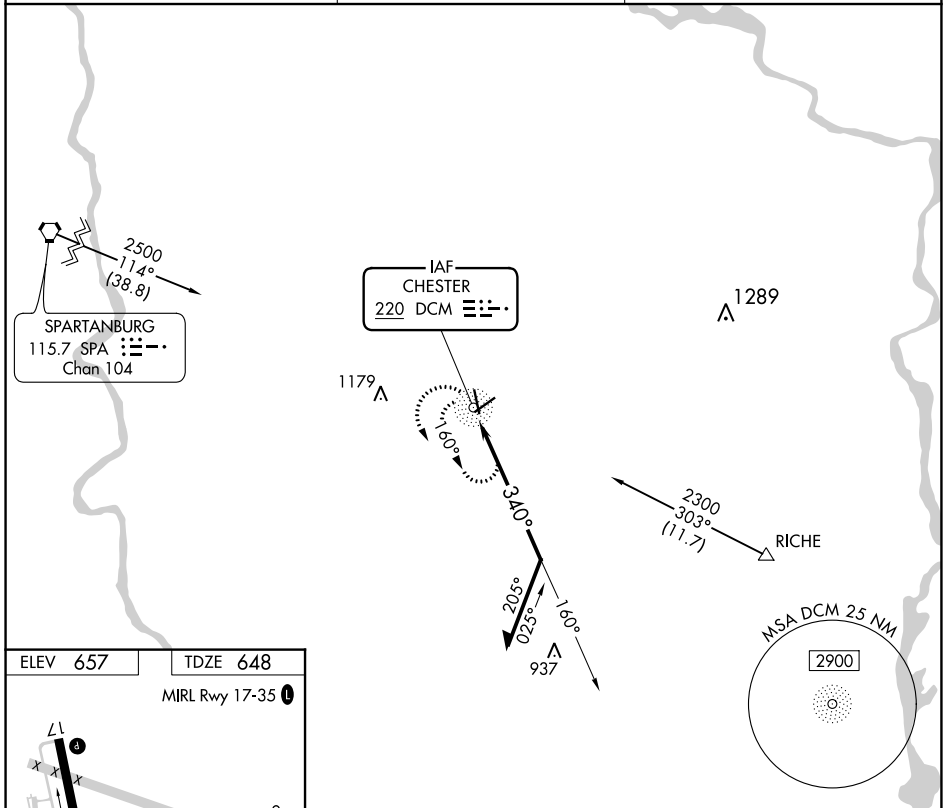 2500
114°
(38.8)
SPARTANBURG
115.7 SPA
Chan 104
IAF
CHESTER
220 DCM
1289
1179
160°
340°
2300
303°
(11.7)
RICHE
205°
025°
160°
937
MSA DCM 25 NM
2900
ELEV 657
TDZE 648
MIRL Rwy 17-35 L
17
P
X X X